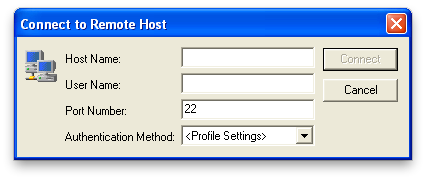 Connect to Remote Host
Host Name:
Connect
User Name:
Cancel
Port Number: 22
Authentication Method: <Profile Settings>